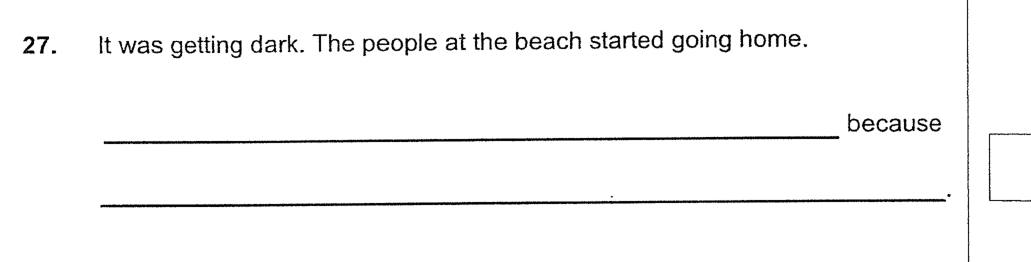 27. It was getting dark. The people at the beach started going home.
because
.